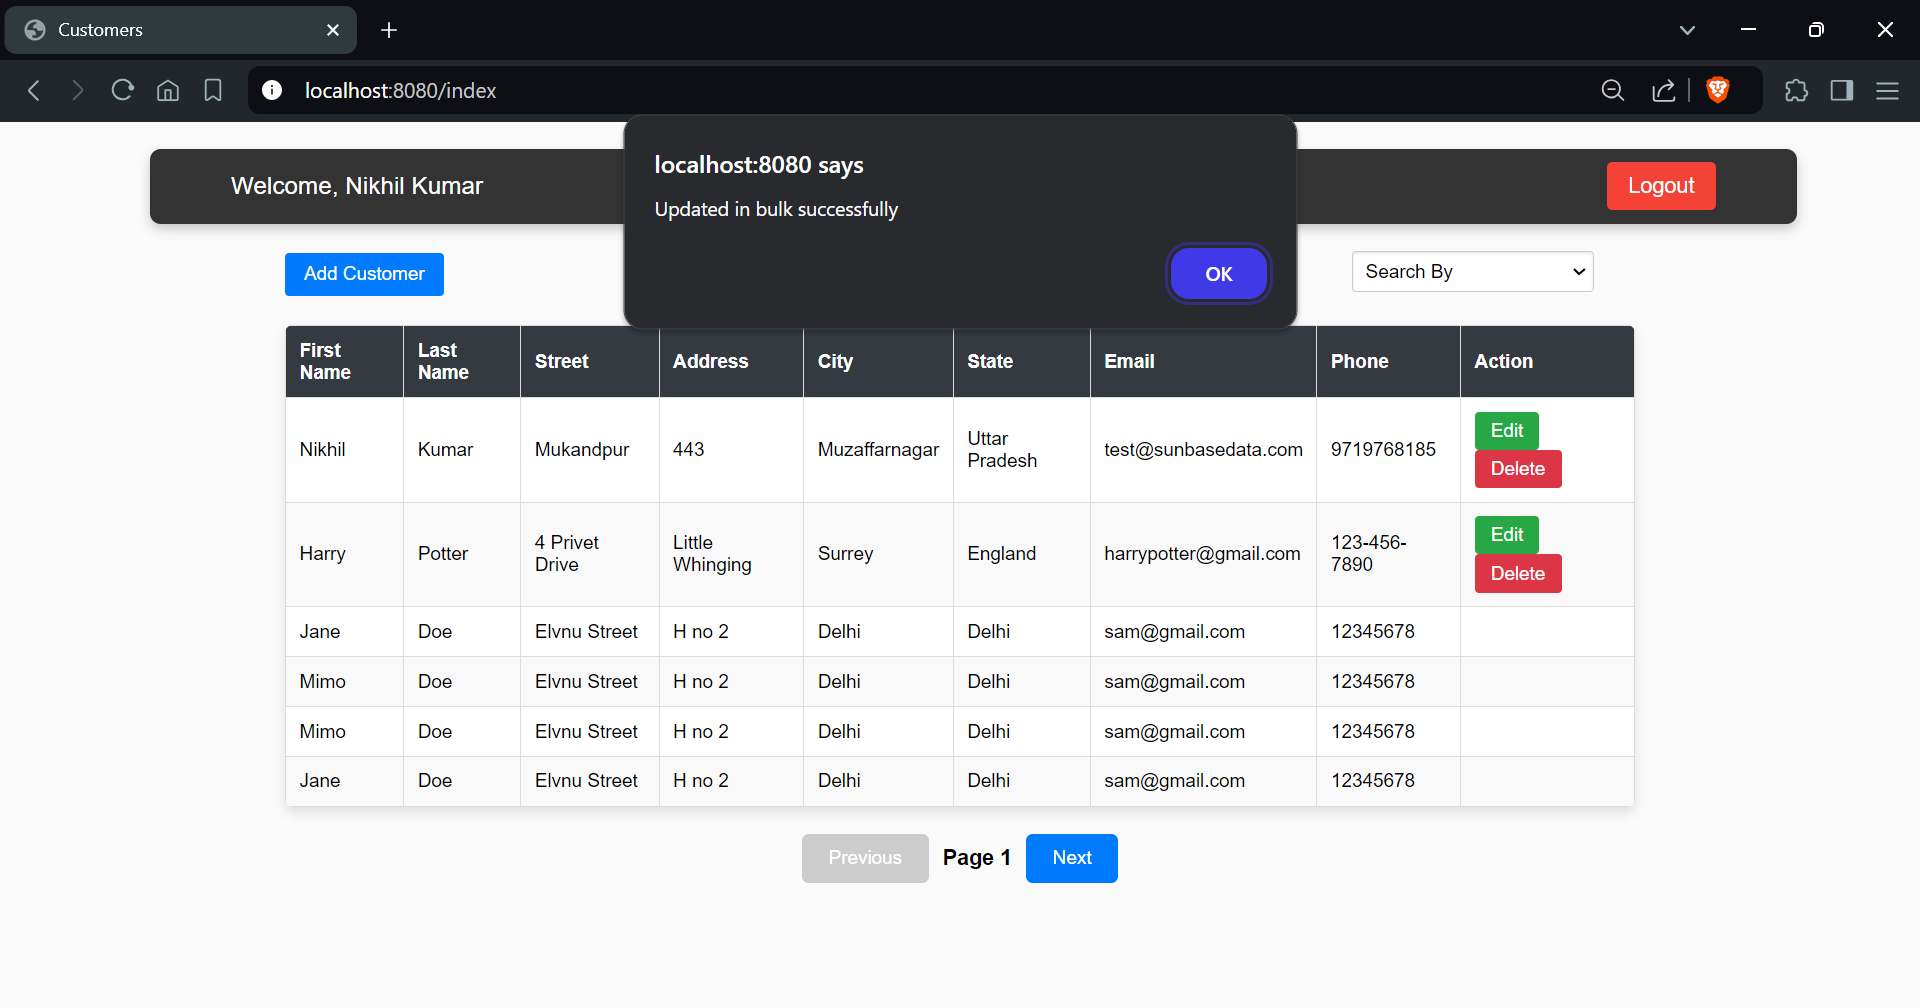 Customers
localhost:8080/index
localhost:8080 says
Updated in bulk successfully
OK
Welcome, Nikhil Kumar
Logout
Add Customer
Search By
First Name Last Name Street Address City State Email Phone Action
Nikhil Kumar Mukandpur 443 Muzaffarnagar Uttar Pradesh test@sunbasedata.com 9719768185 Edit Delete
Harry Potter 4 Privet Drive Little Whinging Surrey England harrypotter@gmail.com 123-456-7890 Edit Delete
Jane Doe Elvnu Street H no 2 Delhi Delhi sam@gmail.com 12345678
Mimo Doe Elvnu Street H no 2 Delhi Delhi sam@gmail.com 12345678
Mimo Doe Elvnu Street H no 2 Delhi Delhi sam@gmail.com 12345678
Jane Doe Elvnu Street H no 2 Delhi Delhi sam@gmail.com 12345678
Previous Page 1 Next